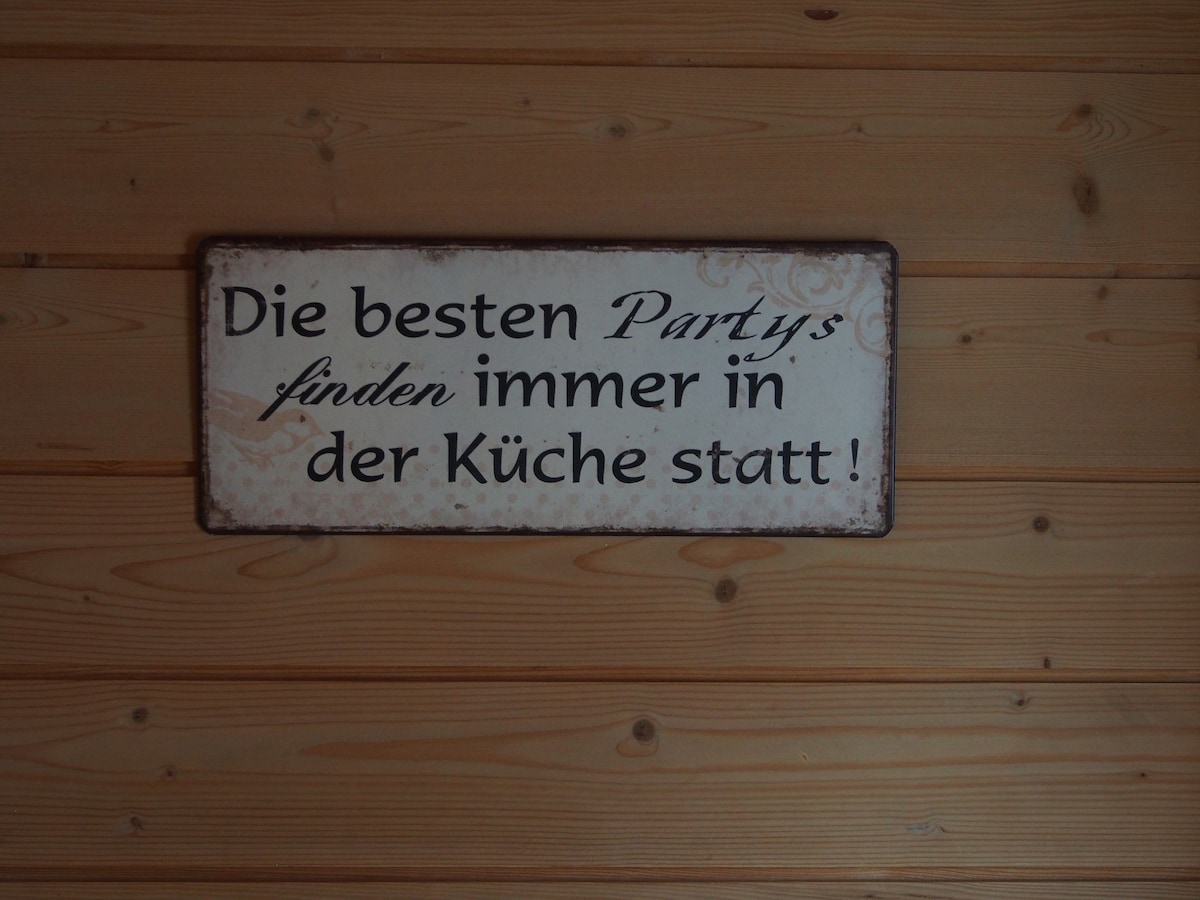 Die besten Partys
finden immer in
der Küche statt!